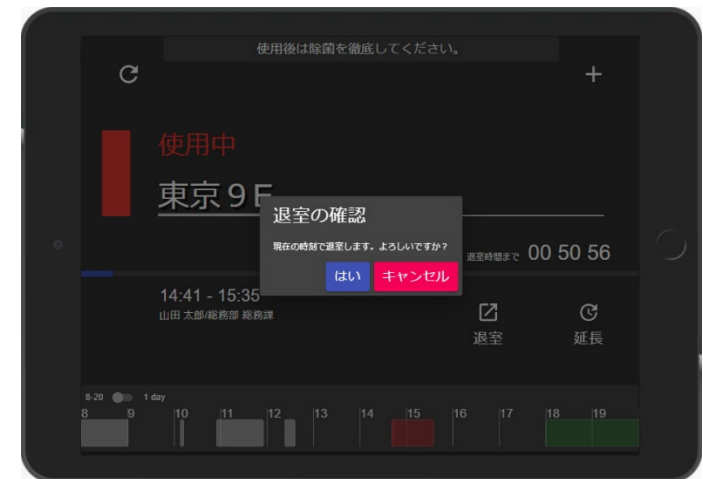 使用後は除菌を徹底してください。
使用中
東京9E
退室の確認
現在の時刻で退室します。よろしいですか?
はい キャンセル
退室時間まで 00 50 56
14:41 - 15:35
山田 太郎/総務部 総務課
退室 延長
8-20 1 day
8 9 10 11 12 13 14 15 16 17 18 19